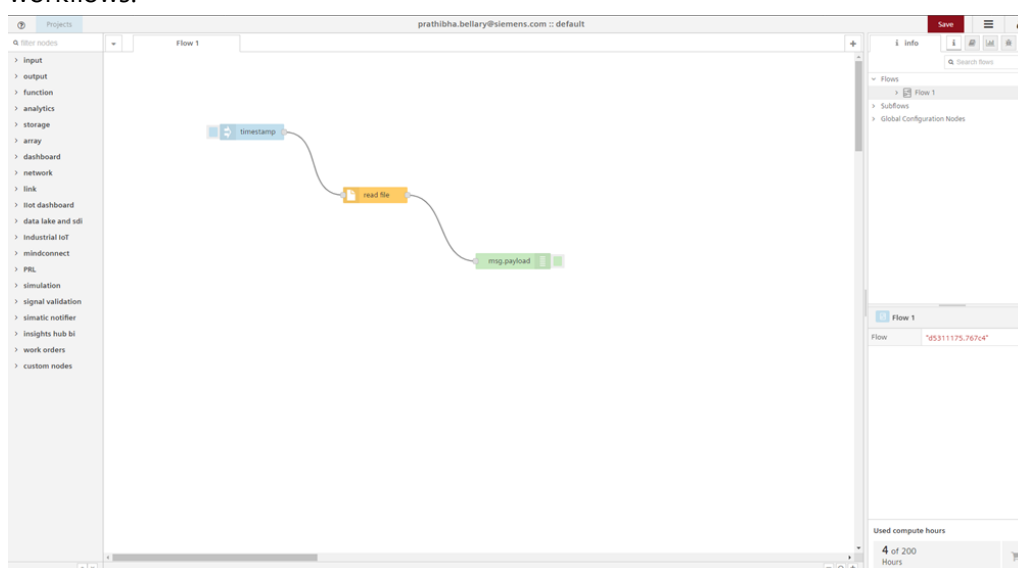 workflows.
Projects
prathibha.bellary@siemens.com :: default
Save
filter nodes
Flow 1
i info
Search flows
input
output
function
analytics
storage
array
dashboard
network
link
IIot dashboard
data lake and sdi
Industrial IoT
mindconnect
PRL
simulation
signal validation
simatic notifier
insights hub bi
work orders
custom nodes
timestamp
read file
msg.payload
Flows
Flow 1
Subflows
Global Configuration Nodes
Flow 1
Flow "d5311175.767c4"
Used compute hours
4 of 200
Hours